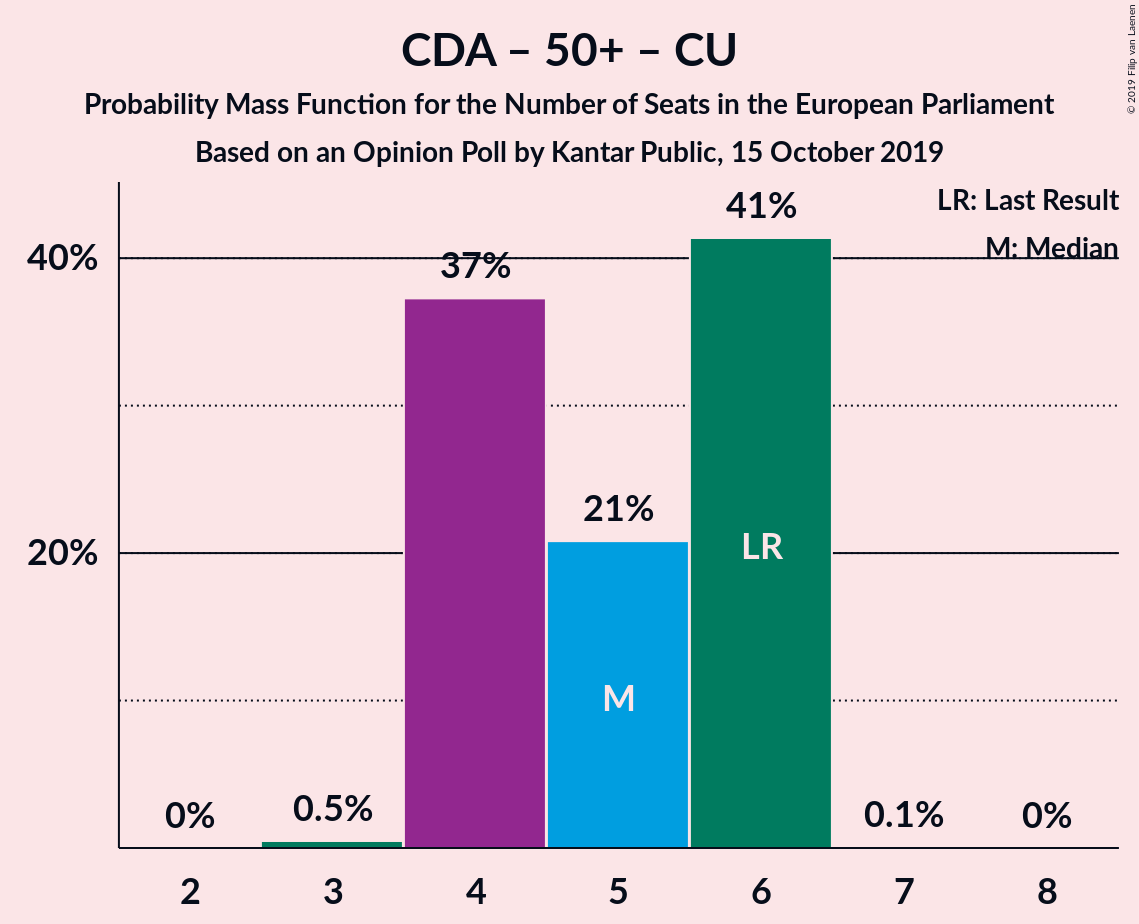 CDA – 50+ – CU
Probability Mass Function for the Number of Seats in the European Parliament
Based on an Opinion Poll by Kantar Public, 15 October 2019
© 2019 Filip van Laenen
LR: Last Result
M: Median
40%
20%
0%
0.5%
37%
21%
41%
0.1%
0%
M
LR
2 3 4 5 6 7 8